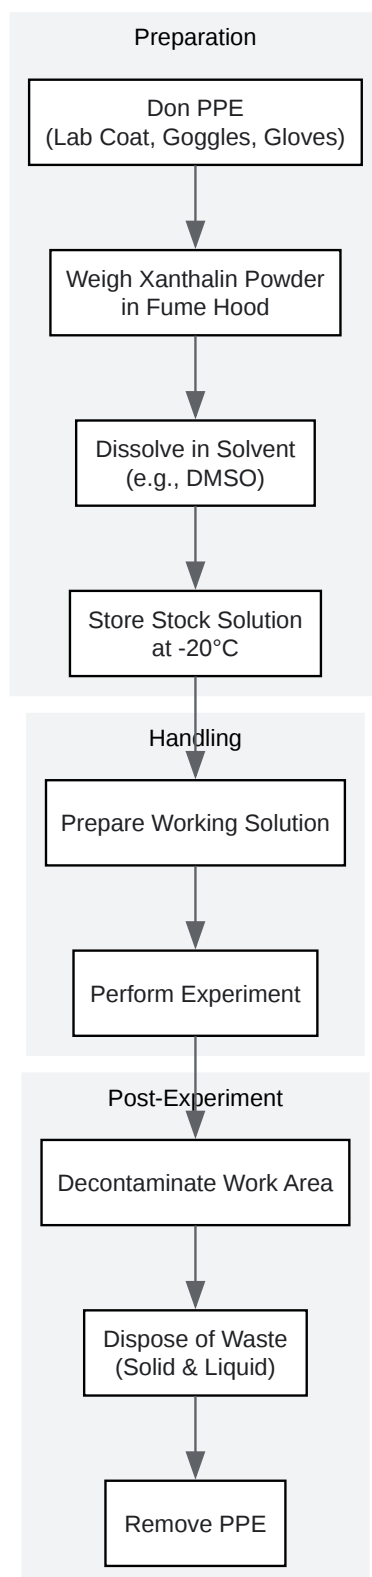 Preparation
Don PPE
(Lab Coat, Goggles, Gloves)
Weigh Xanthalin Powder
in Fume Hood
Dissolve in Solvent
(e.g., DMSO)
Store Stock Solution
at -20°C
Handling
Prepare Working Solution
Perform Experiment
Post-Experiment
Decontaminate Work Area
Dispose of Waste
(Solid & Liquid)
Remove PPE